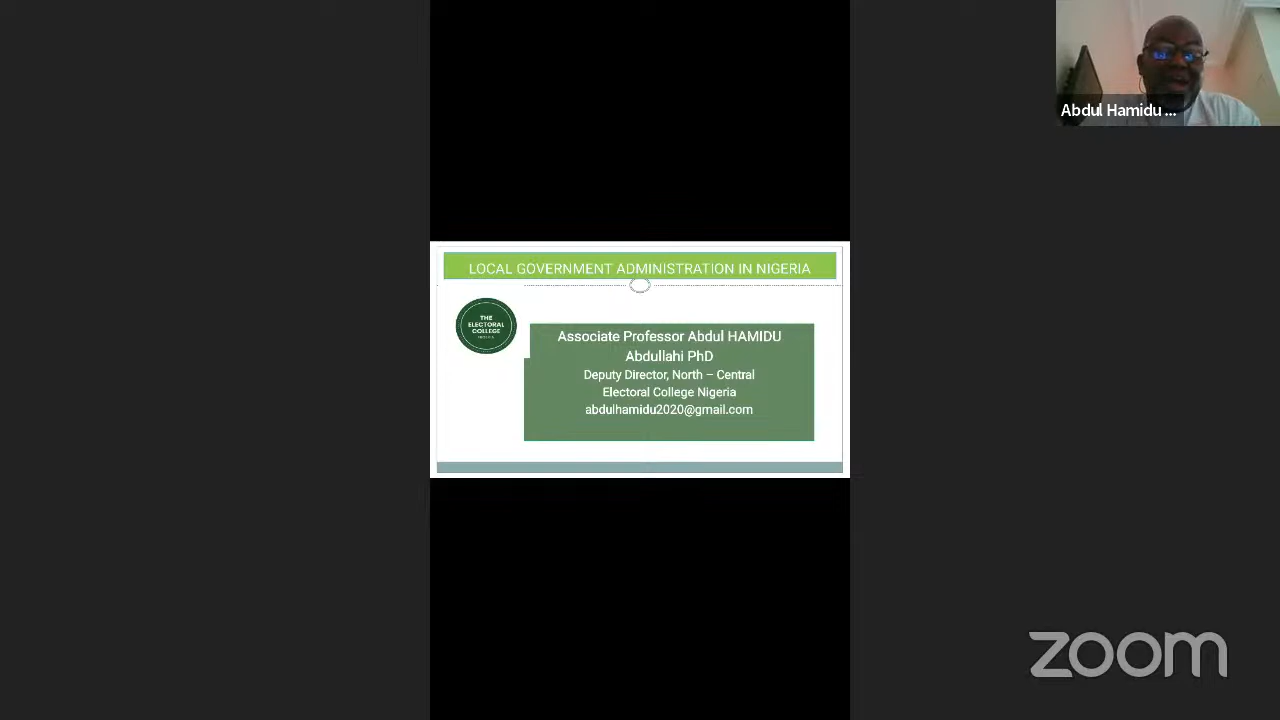 Abdul Hamidu ...
LOCAL GOVERNMENT ADMINISTRATION IN NIGERIA
THE
ELECTORAL
COLLEGE
Associate Professor Abdul HAMIDU
Abdullahi PhD
Deputy Director, North – Central
Electoral College Nigeria
abdulhamidu2020@gmail.com
zoom